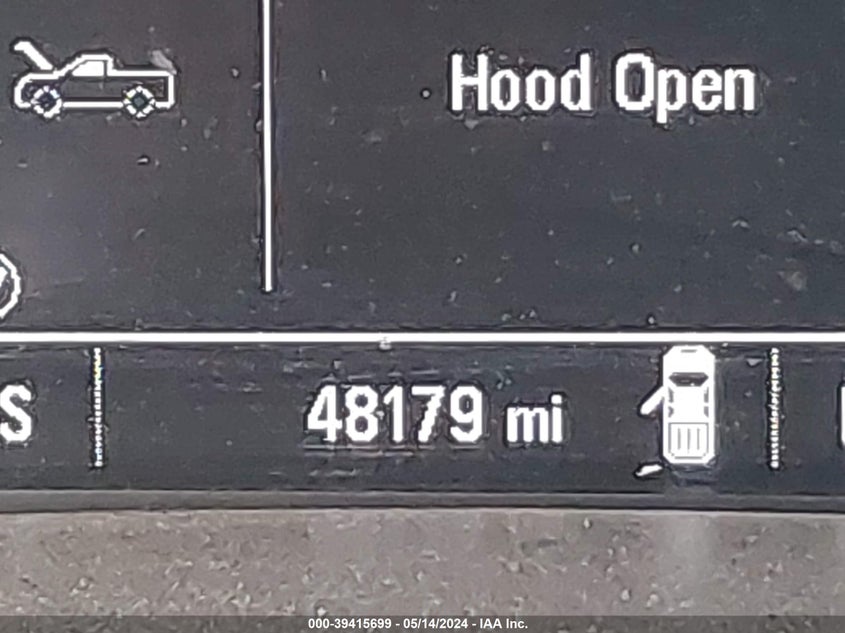 Hood Open
S
48179 mi
000-39415699 - 05/14/2024 - IAA Inc.